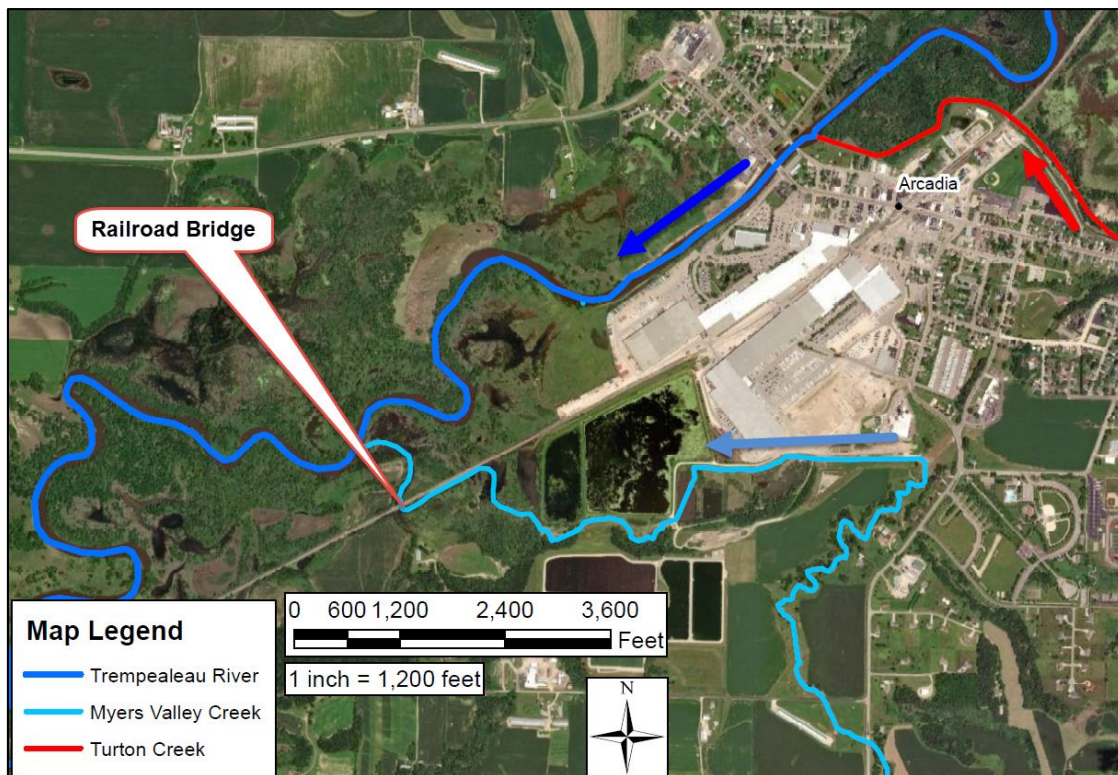 Arcadia
Railroad Bridge
Map Legend
Trempealeau River
Myers Valley Creek
Turton Creek
0 600 1,200 2,400 3,600
Feet
1 inch = 1,200 feet
N